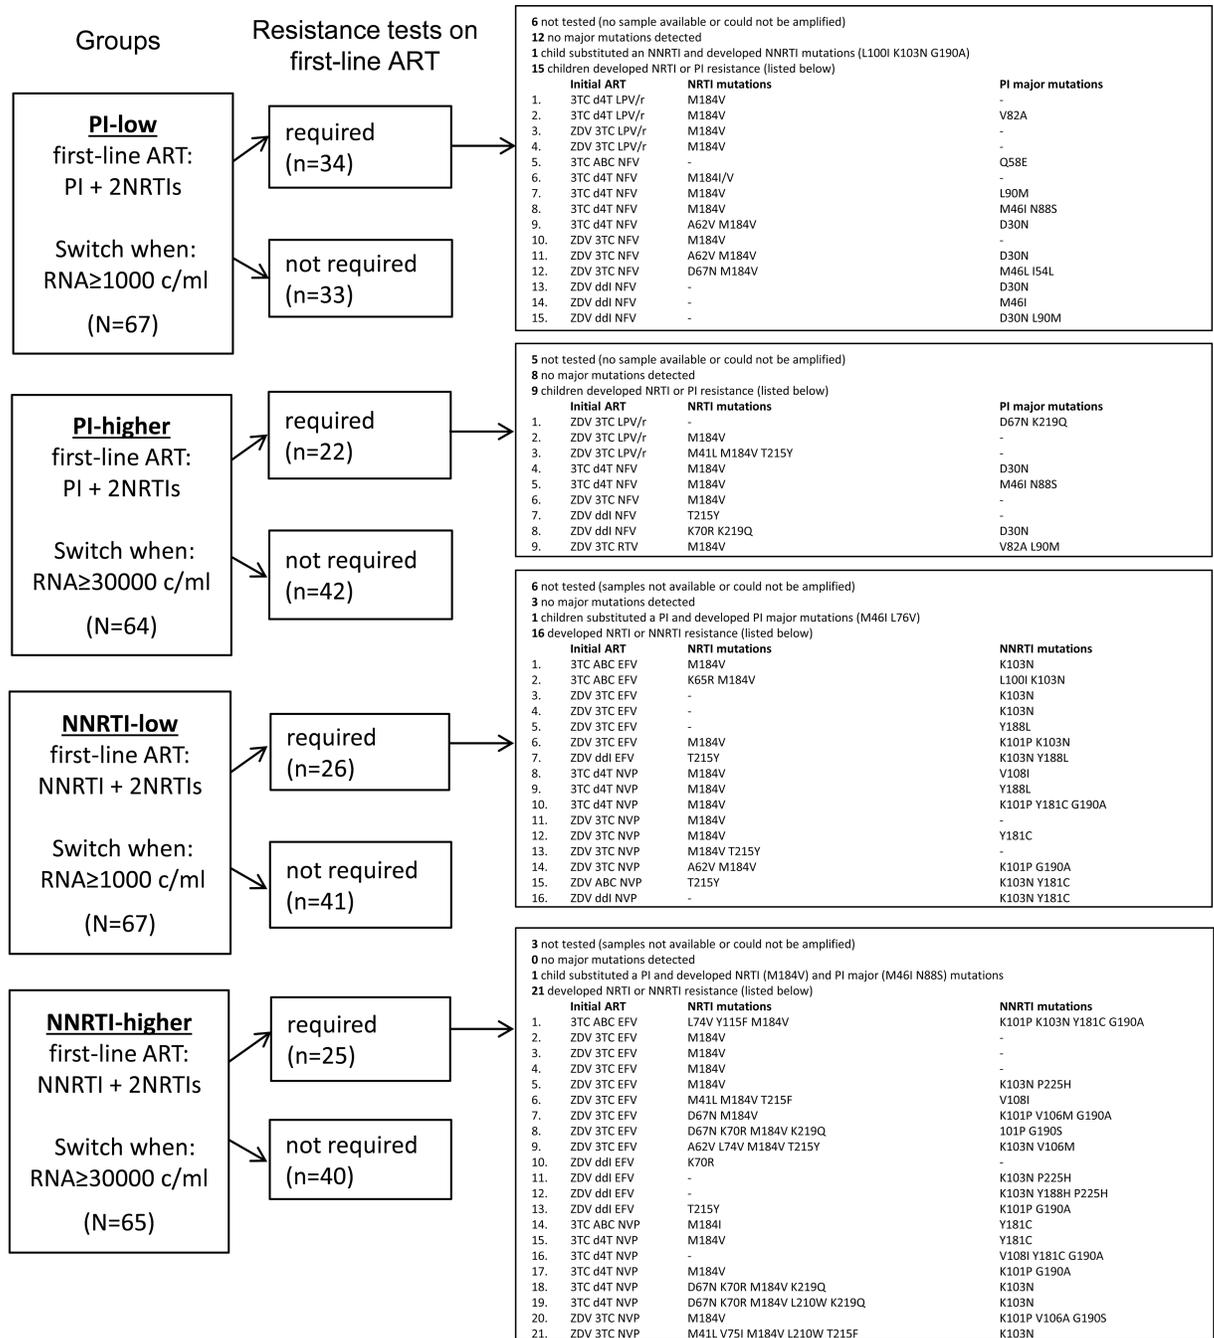 Groups
Resistance tests on
first-line ART
PI-low
first-line ART:
PI + 2NRTIs
Switch when:
RNA≥1000 c/ml
(N=67)
required
(n=34)
not required
(n=33)
6 not tested (no sample available or could not be amplified)
12 no major mutations detected
1 child substituted an NNRTI and developed NNRTI mutations (L100I K103N G190A)
15 children developed NRTI or PI resistance (listed below)
Initial ART NRTI mutations PI major mutations
1. 3TC d4T LPV/r M184V -
2. 3TC d4T LPV/r M184V V82A
3. ZDV 3TC LPV/r M184V -
4. ZDV 3TC LPV/r M184V -
5. 3TC ABC NFV - Q58E
6. 3TC d4T NFV M184I/V -
7. 3TC d4T NFV M184V L90M
8. 3TC d4T NFV M184V M46I N88S
9. 3TC d4T NFV A62V M184V D30N
10. ZDV 3TC NFV M184V -
11. ZDV 3TC NFV A62V M184V D30N
12. ZDV 3TC NFV D67N M184V M46L I54L
13. ZDV ddI NFV - D30N
14. ZDV ddI NFV - M46I
15. ZDV ddI NFV - D30N L90M
PI-higher
first-line ART:
PI + 2NRTIs
Switch when:
RNA≥30000 c/ml
(N=64)
required
(n=22)
not required
(n=42)
5 not tested (no sample available or could not be amplified)
8 no major mutations detected
9 children developed NRTI or PI resistance (listed below)
Initial ART NRTI mutations PI major mutations
1. ZDV 3TC LPV/r - D67N K219Q
2. ZDV 3TC LPV/r M184V -
3. ZDV 3TC LPV/r M41L M184V T215Y -
4. 3TC d4T NFV M184V D30N
5. 3TC d4T NFV M184V M46I N88S
6. ZDV 3TC NFV M184V -
7. ZDV ddI NFV T215Y -
8. ZDV ddI NFV K70R K219Q D30N
9. ZDV 3TC RTV M184V V82A L90M
NNRTI-low
first-line ART:
NNRTI + 2NRTIs
Switch when:
RNA≥1000 c/ml
(N=67)
required
(n=26)
not required
(n=41)
6 not tested (samples not available or could not be amplified)
3 no major mutations detected
1 children substituted a PI and developed PI major mutations (M46I L76V)
16 developed NRTI or NNRTI resistance (listed below)
Initial ART NRTI mutations NNRTI mutations
1. 3TC ABC EFV M184V K103N
2. 3TC ABC EFV K65R M184V L100I K103N
3. ZDV 3TC EFV - K103N
4. ZDV 3TC EFV - K103N
5. ZDV 3TC EFV - Y188L
6. ZDV 3TC EFV M184V K101P K103N
7. ZDV ddI EFV T215Y K103N Y188L
8. 3TC d4T NVP M184V V108I
9. 3TC d4T NVP M184V Y188L
10. 3TC d4T NVP M184V K101P Y181C G190A
11. ZDV 3TC NVP M184V -
12. ZDV 3TC NVP M184V Y181C
13. ZDV 3TC NVP M184V T215Y -
14. ZDV 3TC NVP A62V M184V K101P G190A
15. ZDV ABC NVP T215Y K103N Y181C
16. ZDV ddI NVP - K103N Y181C
NNRTI-higher
first-line ART:
NNRTI + 2NRTIs
Switch when:
RNA≥30000 c/ml
(N=65)
required
(n=25)
not required
(n=40)
3 not tested (samples not available or could not be amplified)
0 no major mutations detected
1 child substituted a PI and developed NRTI (M184V) and PI major (M46I N88S) mutations
21 developed NRTI or NNRTI resistance (listed below)
Initial ART NRTI mutations NNRTI mutations
1. 3TC ABC EFV L74V Y115F M184V K101P K103N Y181C G190A
2. ZDV 3TC EFV M184V -
3. ZDV 3TC EFV M184V -
4. ZDV 3TC EFV M184V -
5. ZDV 3TC EFV M184V K103N P225H
6. ZDV 3TC EFV M41L M184V T215F V108I
7. ZDV 3TC EFV D67N M184V K101P V106M G190A
8. ZDV 3TC EFV D67N K70R M184V K219Q 101P G190S
9. ZDV 3TC EFV A62V L74V M184V T215Y K103N V106M
10. ZDV ddI EFV K70R -
11. ZDV ddI EFV - K103N P225H
12. ZDV ddI EFV - K103N Y188H P225H
13. ZDV ddI EFV T215Y K101P G190A
14. 3TC ABC NVP M184I Y181C
15. 3TC d4T NVP M184V Y181C
16. 3TC d4T NVP - V108I Y181C G190A
17. 3TC d4T NVP M184V K101P G190A
18. 3TC d4T NVP D67N K70R M184V K219Q K103N
19. 3TC d4T NVP D67N K70R M184V L210W K219Q K103N
20. ZDV 3TC NVP M184V K101P V106A G190S
21. ZDV 3TC NVP M41L V75I M184V L210W T215F K103N